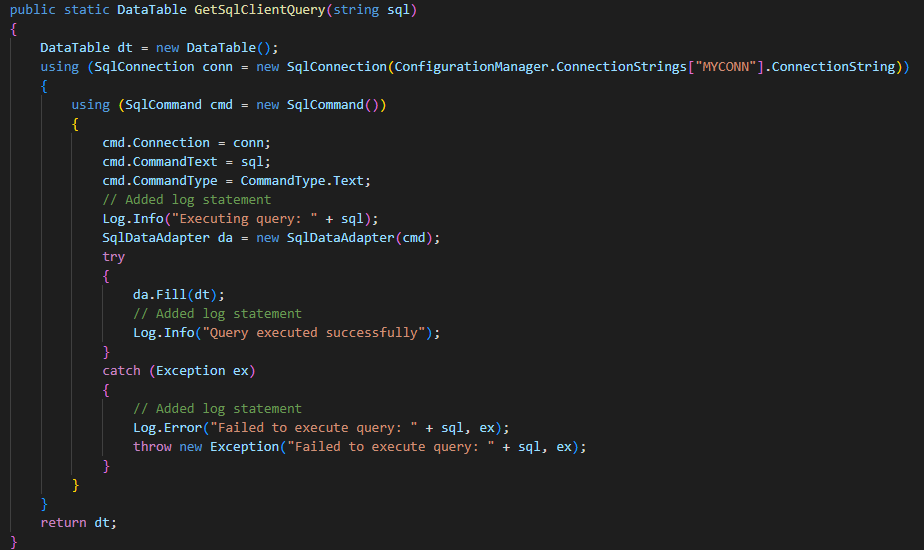 public static DataTable GetSqlClientQuery(string sql)
{
    DataTable dt = new DataTable();
    using (SqlConnection conn = new SqlConnection(ConfigurationManager.ConnectionStrings["MYCONN"].ConnectionString))
    {
        using (SqlCommand cmd = new SqlCommand())
        {
            cmd.Connection = conn;
            cmd.CommandText = sql;
            cmd.CommandType = CommandType.Text;
            // Added log statement
            Log.Info("Executing query: " + sql);
            SqlDataAdapter da = new SqlDataAdapter(cmd);
            try
            {
                da.Fill(dt);
                // Added log statement
                Log.Info("Query executed successfully");
            }
            catch (Exception ex)
            {
                // Added log statement
                Log.Error("Failed to execute query: " + sql, ex);
                throw new Exception("Failed to execute query: " + sql, ex);
            }
        }
    }
    return dt;
}